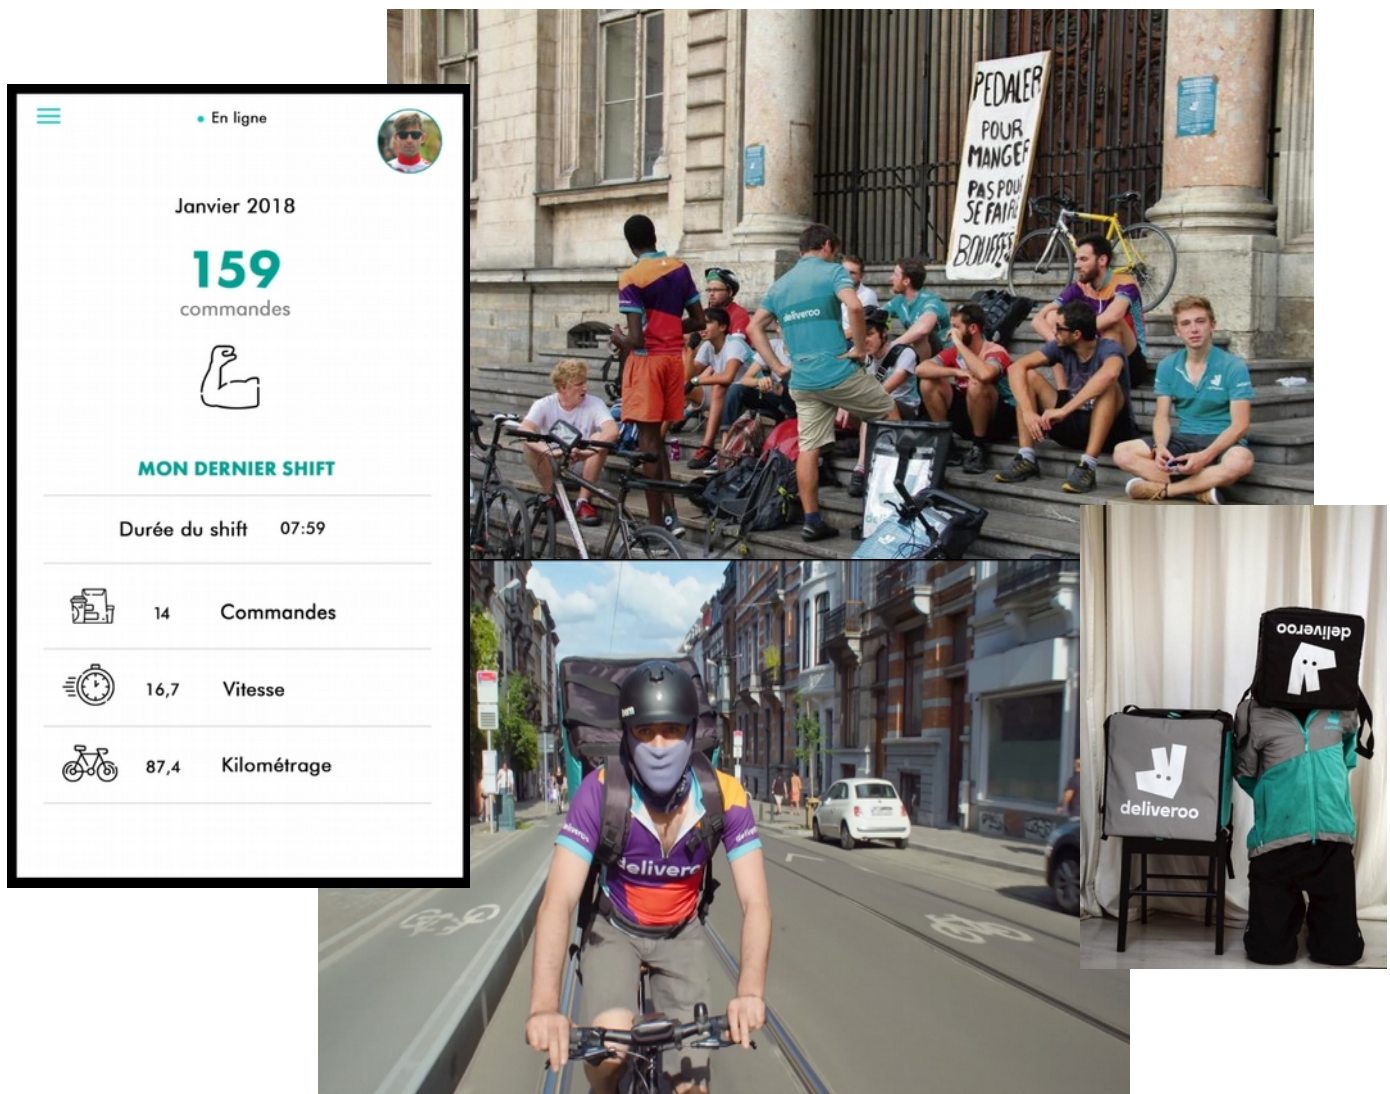 En ligne
Janvier 2018
159
commandes
MON DERNIER SHIFT
Durée du shift 07:59
14 Commandes
16,7 Vitesse
87,4 Kilométrage
PEDALER
POUR
MANGER
PAS POUR
SE FAIRE
BOUFFER
deliveroo
deliveroo
deliveroo
deliveroo